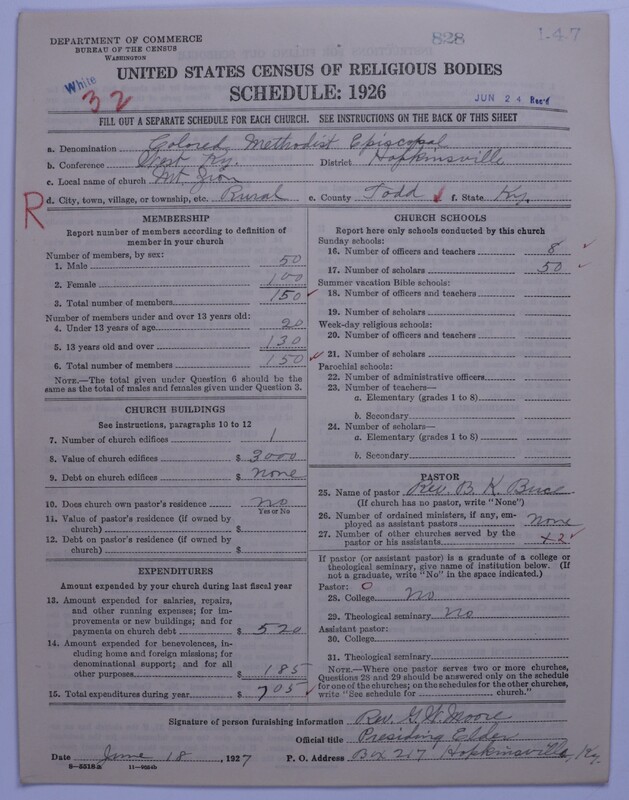 DEPARTMENT OF COMMERCE
BUREAU OF THE CENSUS
WASHINGTON
828
1-4-7
White
32
UNITED STATES CENSUS OF RELIGIOUS BODIES
SCHEDULE: 1926
JUN 24 Rec'd
FILL OUT A SEPARATE SCHEDULE FOR EACH CHURCH. SEE INSTRUCTIONS ON THE BACK OF THIS SHEET
a. Denomination Colored Methodist Episcopal
b. Conference West Ky. District Hopkinsville
c. Local name of church Mt Zion
R
d. City, town, village, or township, etc. Rural e. County Todd f. State Ky.
MEMBERSHIP
Report number of members according to definition of member in your church
Number of members, by sex:
1. Male 50
2. Female 100
3. Total number of members 150
Number of members under and over 13 years old:
4. Under 13 years of age 20
5. 13 years old and over 130
6. Total number of members 150
NOTE.—The total given under Question 6 should be the same as the total of males and females given under Question 3.
CHURCH BUILDINGS
See instructions, paragraphs 10 to 12
7. Number of church edifices 1
8. Value of church edifices $ 3000
9. Debt on church edifices $ none
10. Does church own pastor's residence no
Yes or No
11. Value of pastor's residence (if owned by church) $
12. Debt on pastor's residence (if owned by church) $
EXPENDITURES
Amount expended by your church during last fiscal year
13. Amount expended for salaries, repairs, and other running expenses; for improvements or new buildings; and for payments on church debt $ 520
14. Amount expended for benevolences, including home and foreign missions; for denominational support; and for all other purposes $ 185
15. Total expenditures during year $ 705
CHURCH SCHOOLS
Report here only schools conducted by this church
Sunday schools:
16. Number of officers and teachers 8
17. Number of scholars 50
Summer vacation Bible schools:
18. Number of officers and teachers
19. Number of scholars
Week-day religious schools:
20. Number of officers and teachers
21. Number of scholars
Parochial schools:
22. Number of administrative officers
23. Number of teachers—
a. Elementary (grades 1 to 8)
b. Secondary
24. Number of scholars—
a. Elementary (grades 1 to 8)
b. Secondary
PASTOR
25. Name of pastor Rev. B. K.
(If church has no pastor, write "None")
26. Number of ordained ministers, if any, employed as assistant pastors none
27. Number of other churches served by the pastor or his assistants 2
If pastor (or assistant pastor) is a graduate of a college or theological seminary, give name of institution below. (If not a graduate, write "No" in the space indicated.)
Pastor: O
28. College No
29. Theological seminary No
Assistant pastor:
30. College
31. Theological seminary
NOTE.—Where one pastor serves two or more churches, Questions 28 and 29 should be answered only on the schedule for one of the churches; on the schedules for the other churches, write "See schedule for church."
Signature of person furnishing information Rev. G. W. Moore
Official title Presiding Elder
Date June 18, 1927 P. O. Address Box 217 Hopkinsville, Ky.
8—5518a 11—9024b